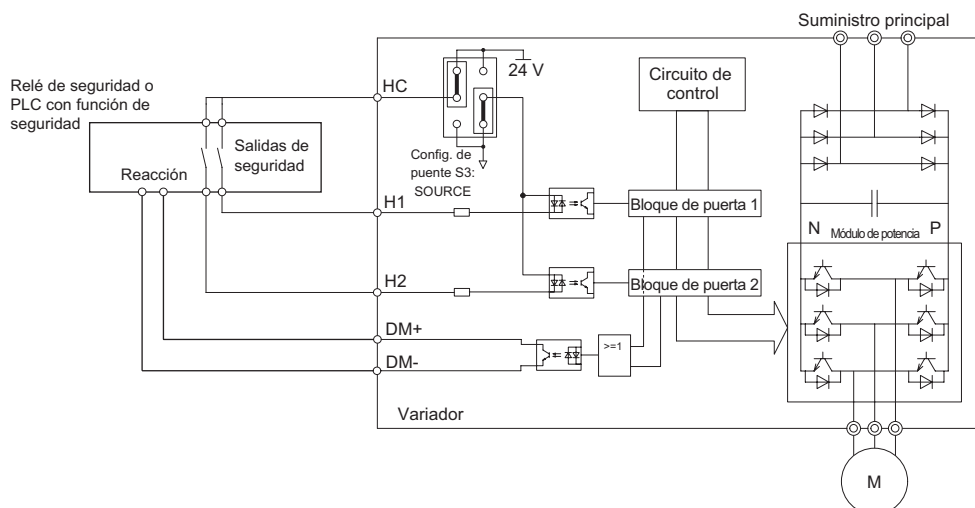 Suministro principal
Relé de seguridad o
PLC con función de
seguridad
HC
24 V
Circuito de
control
Salidas de
seguridad
Reacción
Config. de
puente S3:
SOURCE
H1
Bloque de puerta 1
N
Módulo de potencia
P
H2
Bloque de puerta 2
DM+
>=1
DM-
Variador
M